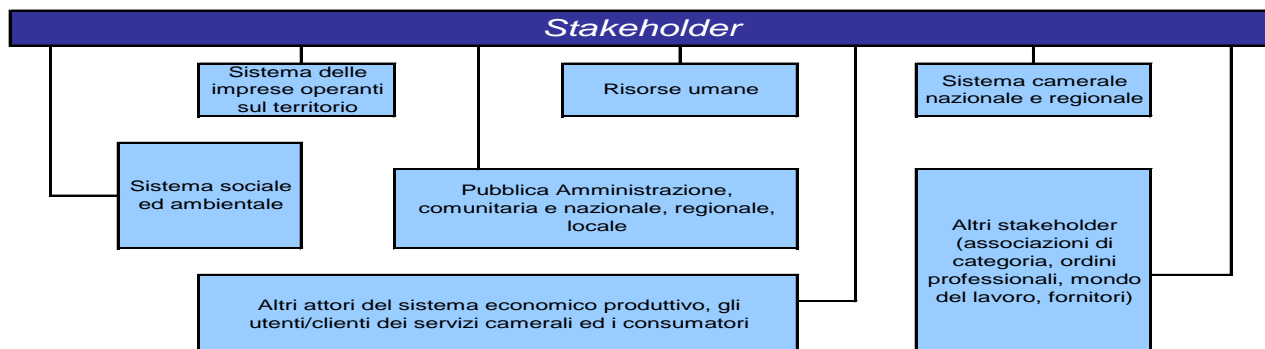 Stakeholder
Sistema delle
imprese operanti
sul territorio
Risorse umane
Sistema camerale
nazionale e regionale
Sistema sociale
ed ambientale
Pubblica Amministrazione,
comunitaria e nazionale, regionale,
locale
Altri stakeholder
(associazioni di
categoria, ordini
professionali, mondo
del lavoro, fornitori)
Altri attori del sistema economico produttivo, gli
utenti/clienti dei servizi camerali ed i consumatori